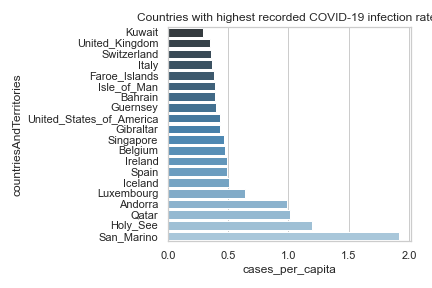 Countries with highest recorded COVID-19 infection rate
Kuwait
United_Kingdom
Switzerland
Italy
Faroe_Islands
Isle_of_Man
Bahrain
Guernsey
United_States_of_America
Gibraltar
Singapore
Belgium
Ireland
Spain
Iceland
Luxembourg
Andorra
Qatar
Holy_See
San_Marino
countriesAndTerritories
0.0 0.5 1.0 1.5 2.0
cases_per_capita